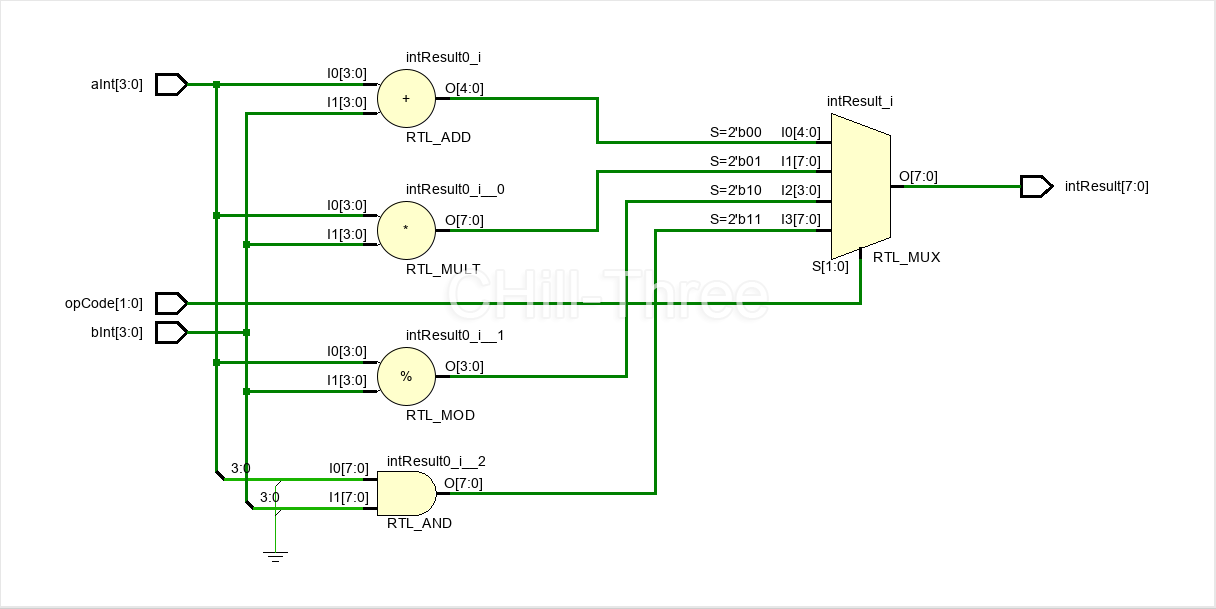 intResult0_i
aInt[3:0]
I0[3:0]
I1[3:0]
+
O[4:0]
RTL_ADD
intResult_i
S=2'b00 I0[4:0]
S=2'b01 I1[7:0]
S=2'b10 I2[3:0]
S=2'b11 I3[7:0]
O[7:0]
intResult[7:0]
S[1:0]
RTL_MUX
intResult0_i__0
I0[3:0]
I1[3:0]
*
O[7:0]
RTL_MULT
CHill-Three
opCode[1:0]
bInt[3:0]
intResult0_i__1
I0[3:0]
I1[3:0]
%
O[3:0]
RTL_MOD
intResult0_i__2
3:0 I0[7:0]
3:0 I1[7:0]
O[7:0]
RTL_AND